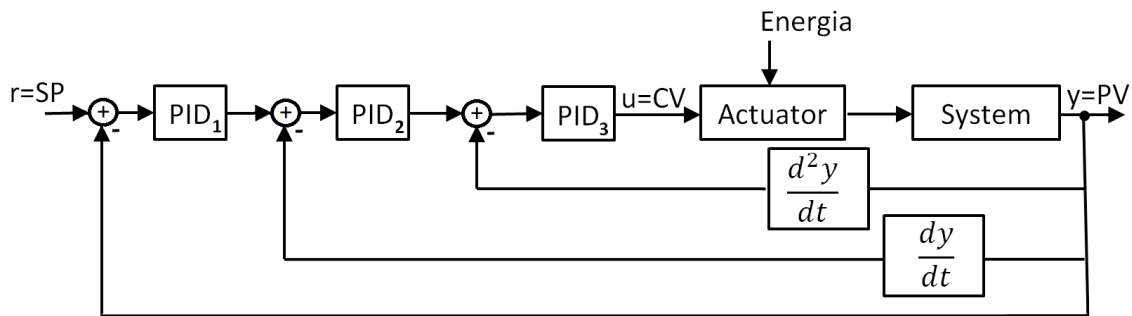 Energia
r=SP + - PID₁ + - PID₂ + - PID₃ u=CV Actuator System y=PV
d²y
dt
dy
dt